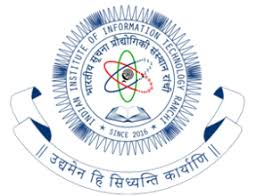 INDIAN INSTITUTE OF INFORMATION TECHNOLOGY RANCHI
भारतीय सूचना प्रौद्योगिकी संस्थान रांची
SINCE 2016
॥ उद्यमेन हि सिध्यन्ति कार्याणि ॥